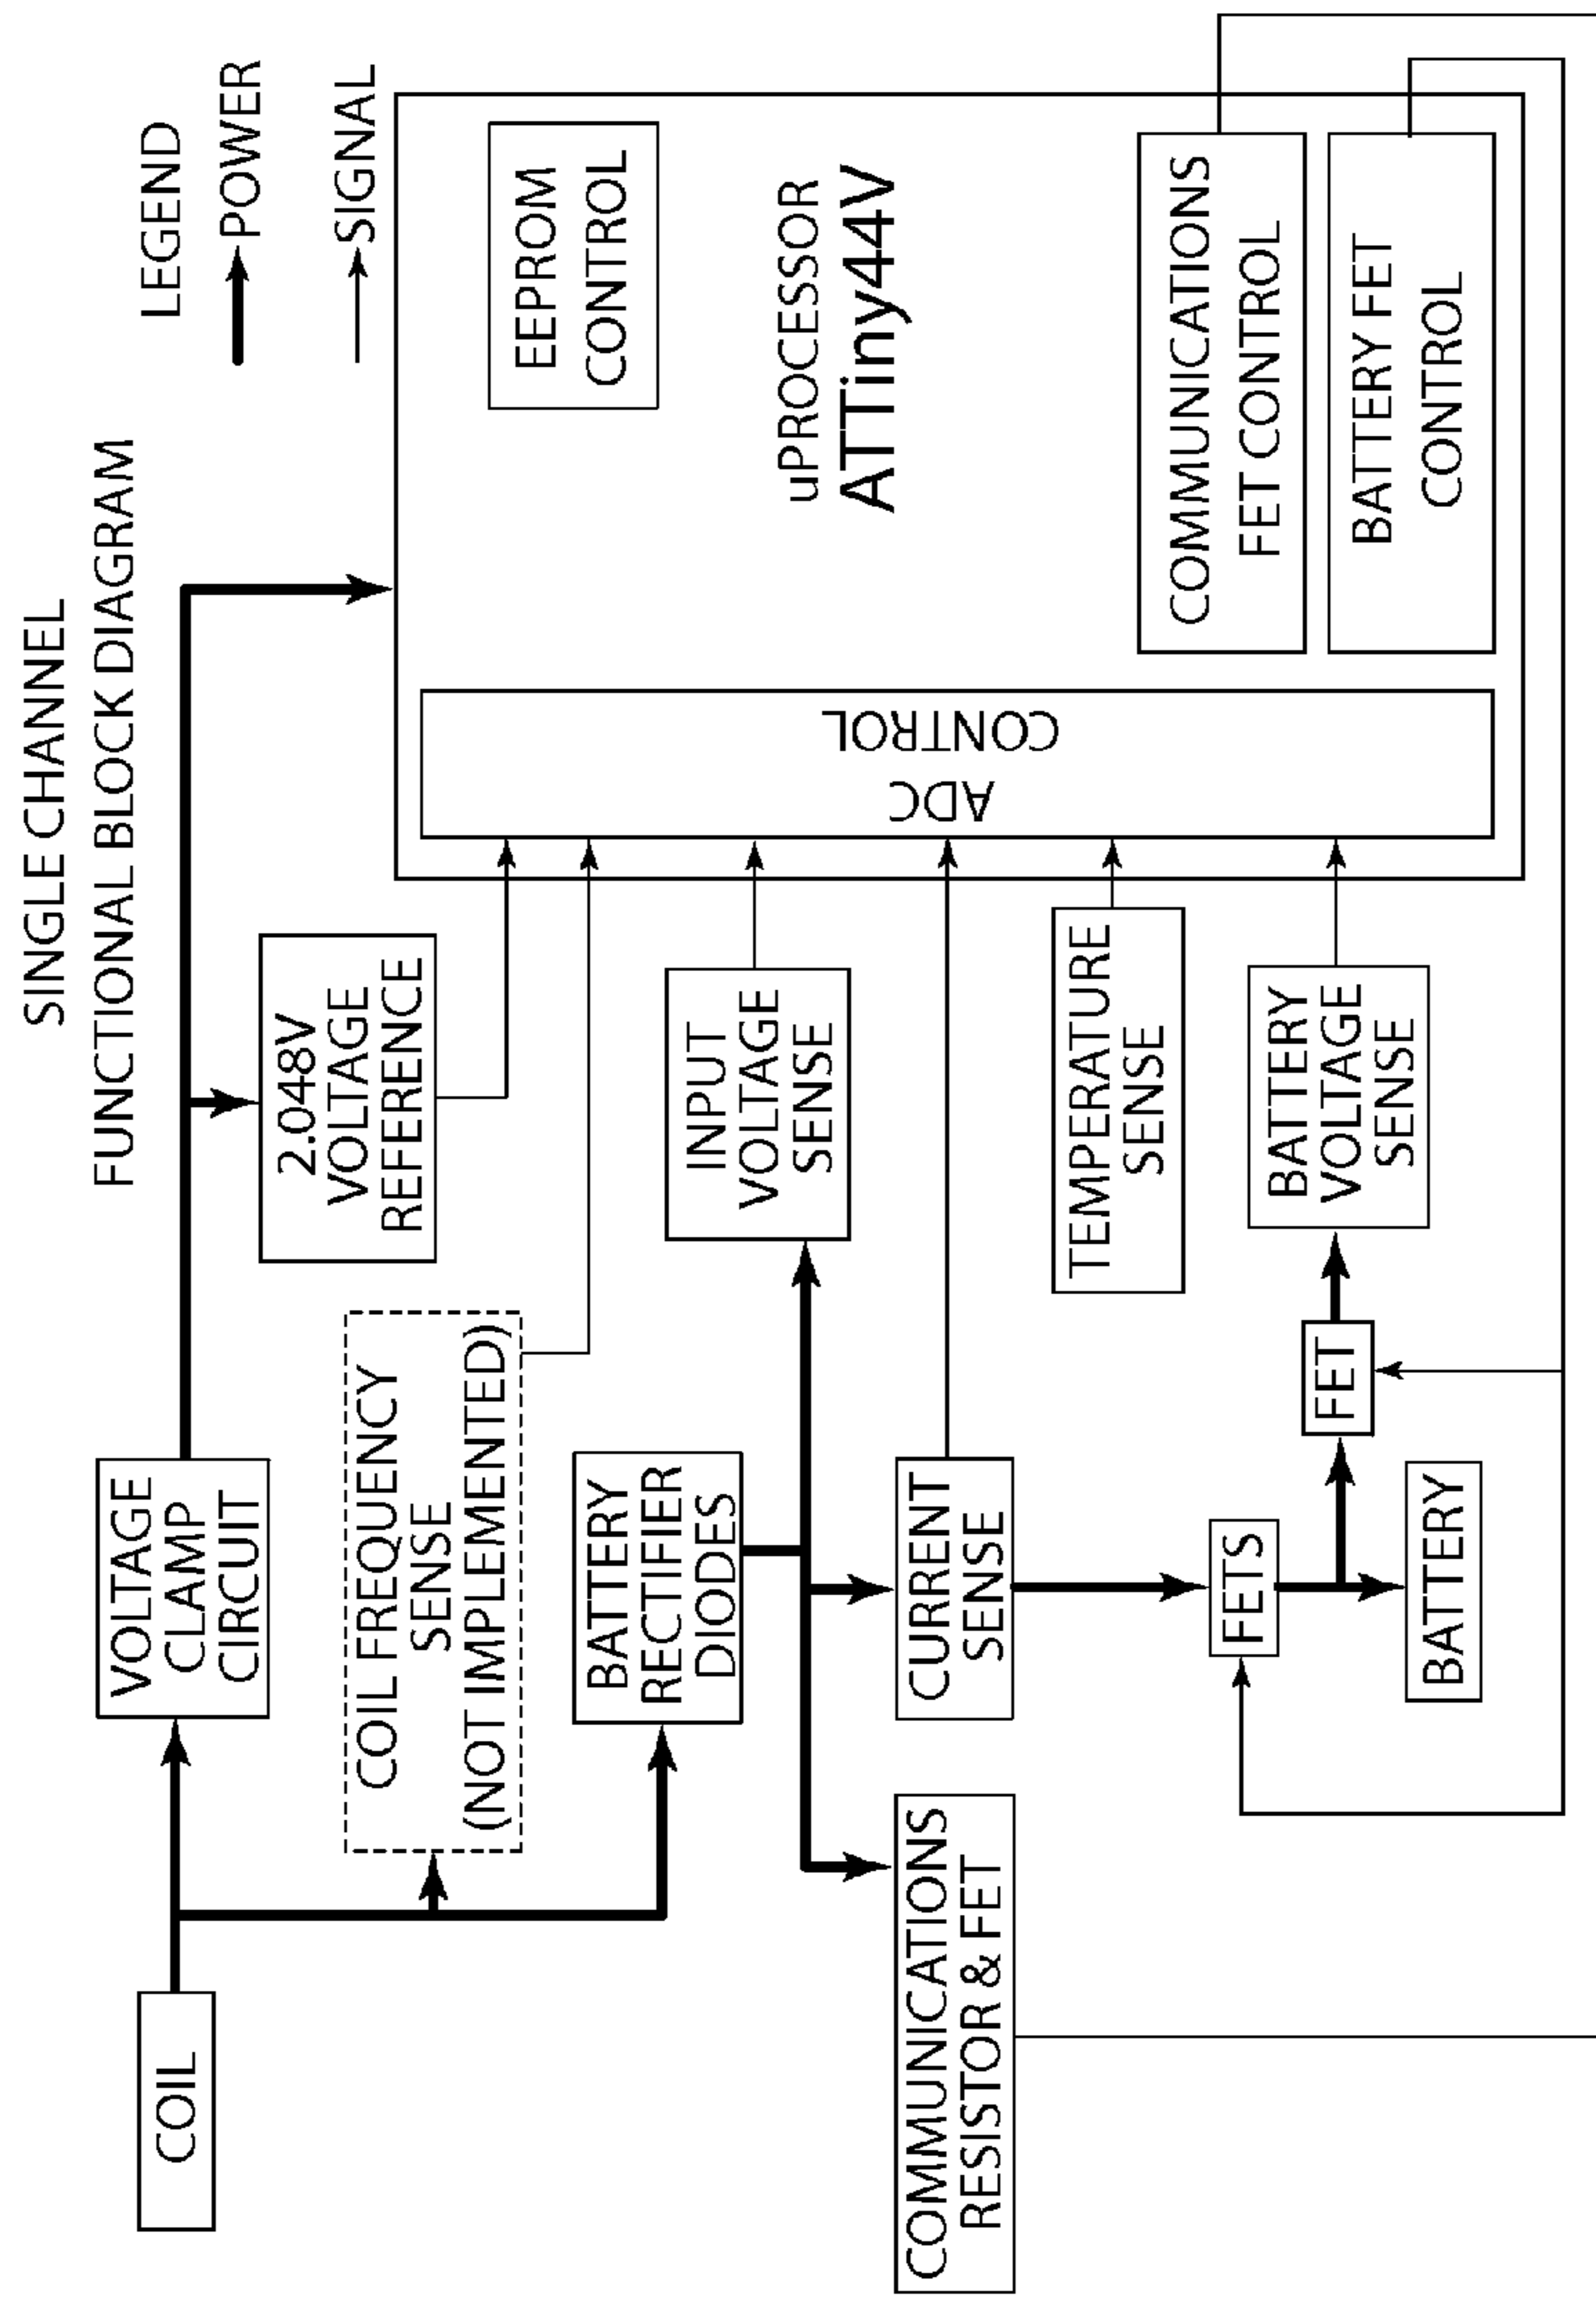 SINGLE CHANNEL
FUNCTIONAL BLOCK DIAGRAM
LEGEND
POWER
SIGNAL
COIL
VOLTAGE
CLAMP
CIRCUIT
2.048V
VOLTAGE
REFERENCE
COIL FREQUENCY
SENSE
(NOT IMPLEMENTED)
BATTERY
RECTIFIER
DIODES
INPUT
VOLTAGE
SENSE
COMMUNICATIONS
RESISTOR & FET
CURRENT
SENSE
TEMPERATURE
SENSE
FETS
FET
BATTERY
BATTERY
VOLTAGE
SENSE
ADC
CONTROL
EEPROM
CONTROL
uPROCESSOR
ATTiny44V
COMMUNICATIONS
FET CONTROL
BATTERY FET
CONTROL